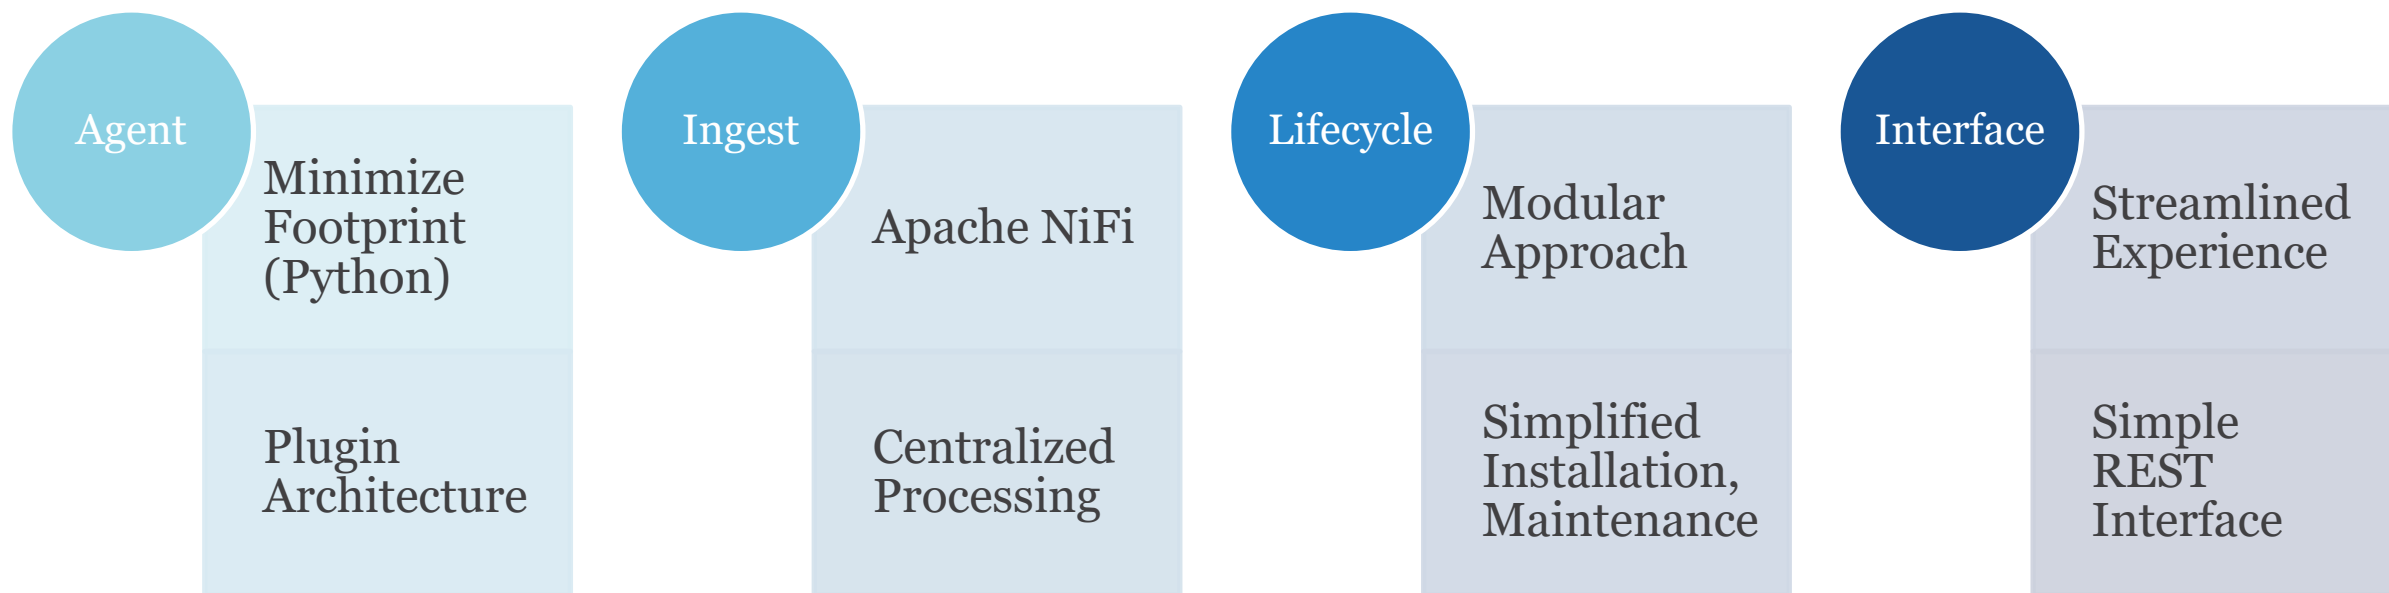 Agent
Minimize
Footprint
(Python)
Plugin
Architecture
Ingest
Apache NiFi
Centralized
Processing
Lifecycle
Modular
Approach
Simplified
Installation,
Maintenance
Interface
Streamlined
Experience
Simple
REST
Interface